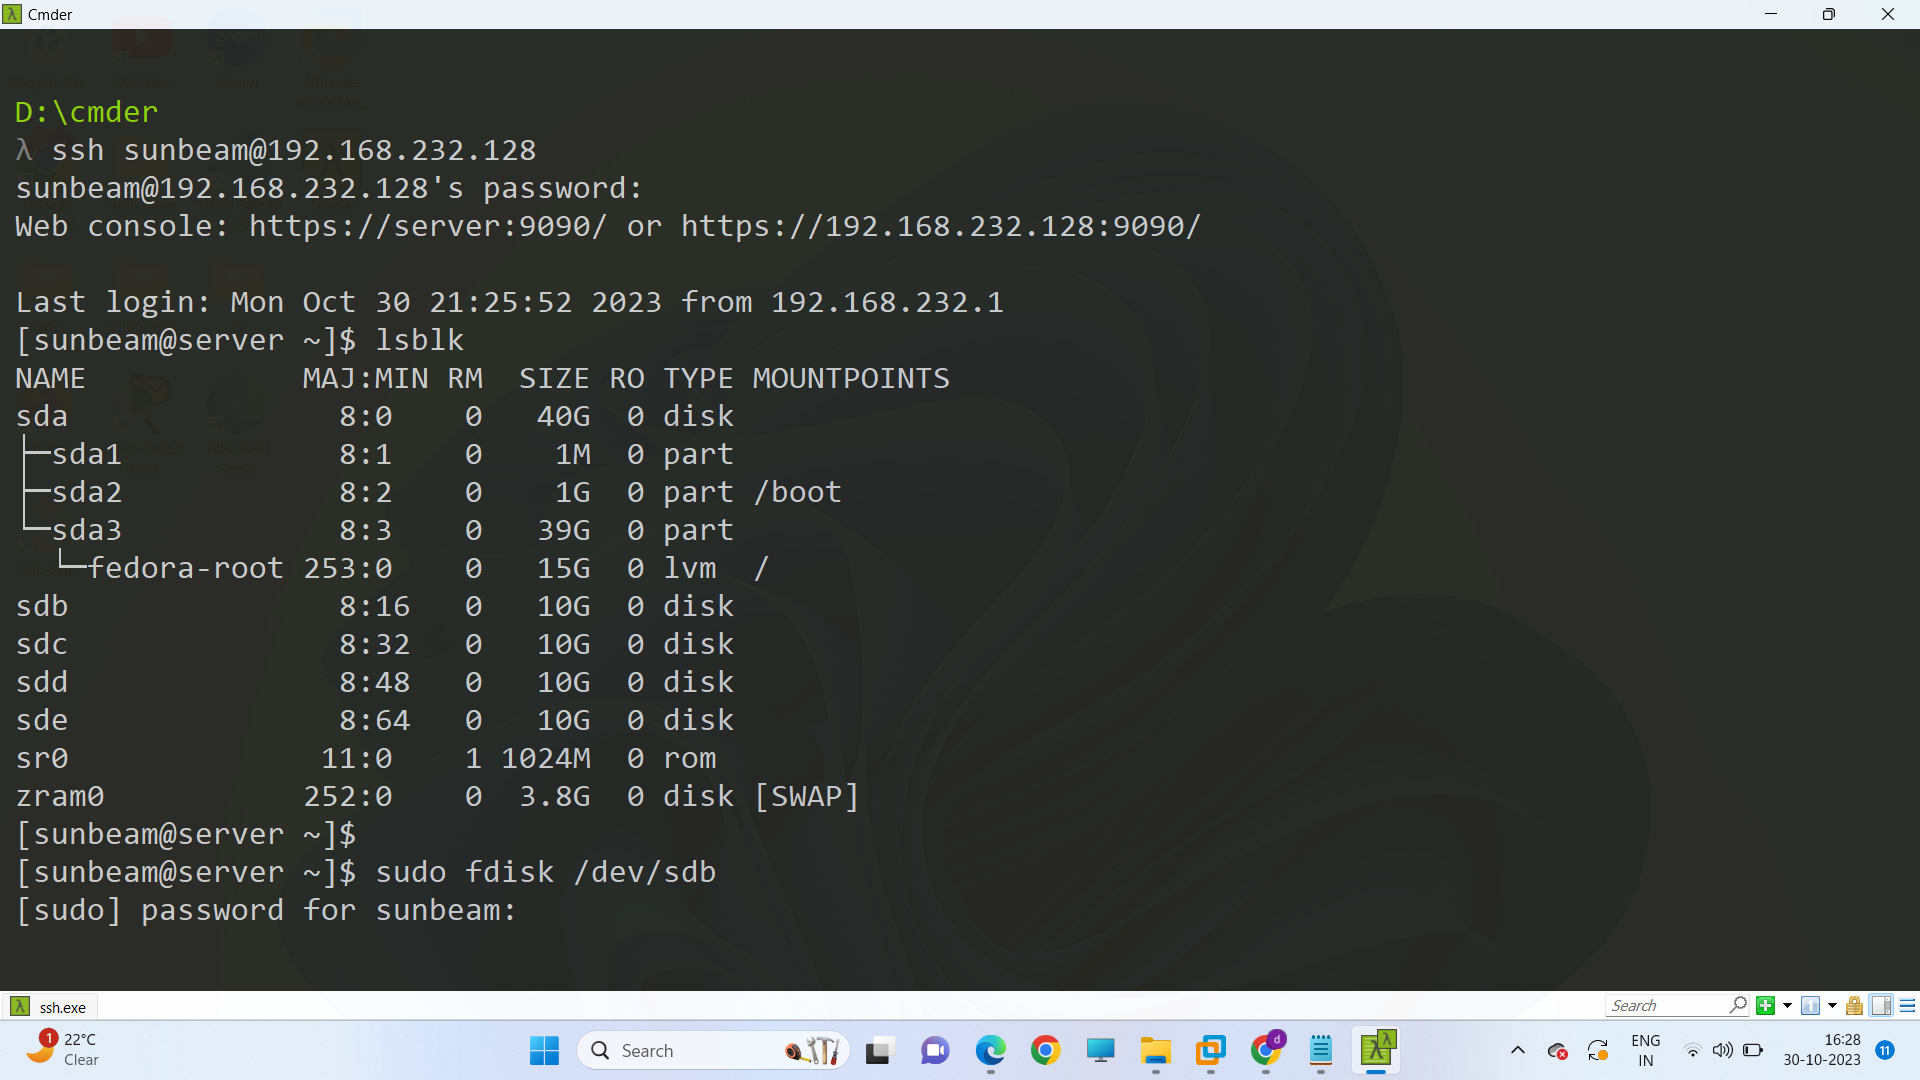 Cmder
D:\cmder
λ ssh sunbeam@192.168.232.128
sunbeam@192.168.232.128's password:
Web console: https://server:9090/ or https://192.168.232.128:9090/
Last login: Mon Oct 30 21:25:52 2023 from 192.168.232.1
[sunbeam@server ~]$ lsblk
NAME            MAJ:MIN RM  SIZE RO TYPE MOUNTPOINTS
sda               8:0    0   40G  0 disk
├─sda1            8:1    0    1M  0 part
├─sda2            8:2    0    1G  0 part /boot
└─sda3            8:3    0   39G  0 part
  └─fedora-root 253:0    0   15G  0 lvm  /
sdb               8:16   0   10G  0 disk
sdc               8:32   0   10G  0 disk
sdd               8:48   0   10G  0 disk
sde               8:64   0   10G  0 disk
sr0              11:0    1 1024M  0 rom
zram0           252:0    0  3.8G  0 disk [SWAP]
[sunbeam@server ~]$
[sunbeam@server ~]$ sudo fdisk /dev/sdb
[sudo] password for sunbeam:
ssh.exe
Search
1
22°C
Clear
Search
d
ENG
IN
16:28
30-10-2023
11